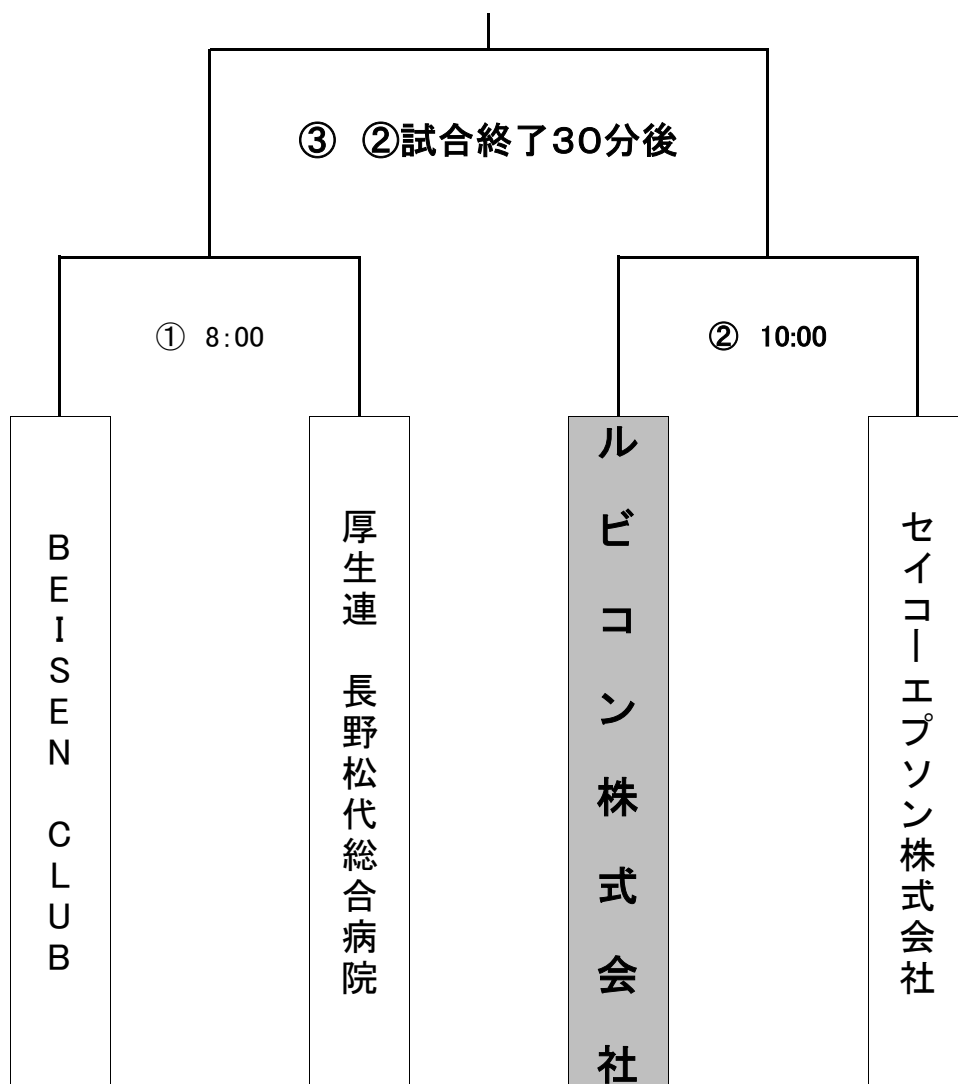 ③ ②試合終了30分後
① 8:00
② 10:00
BEISEN CLUB
厚生連 長野松代総合病院
ルビコン株式会社
セイコーエプソン株式会社